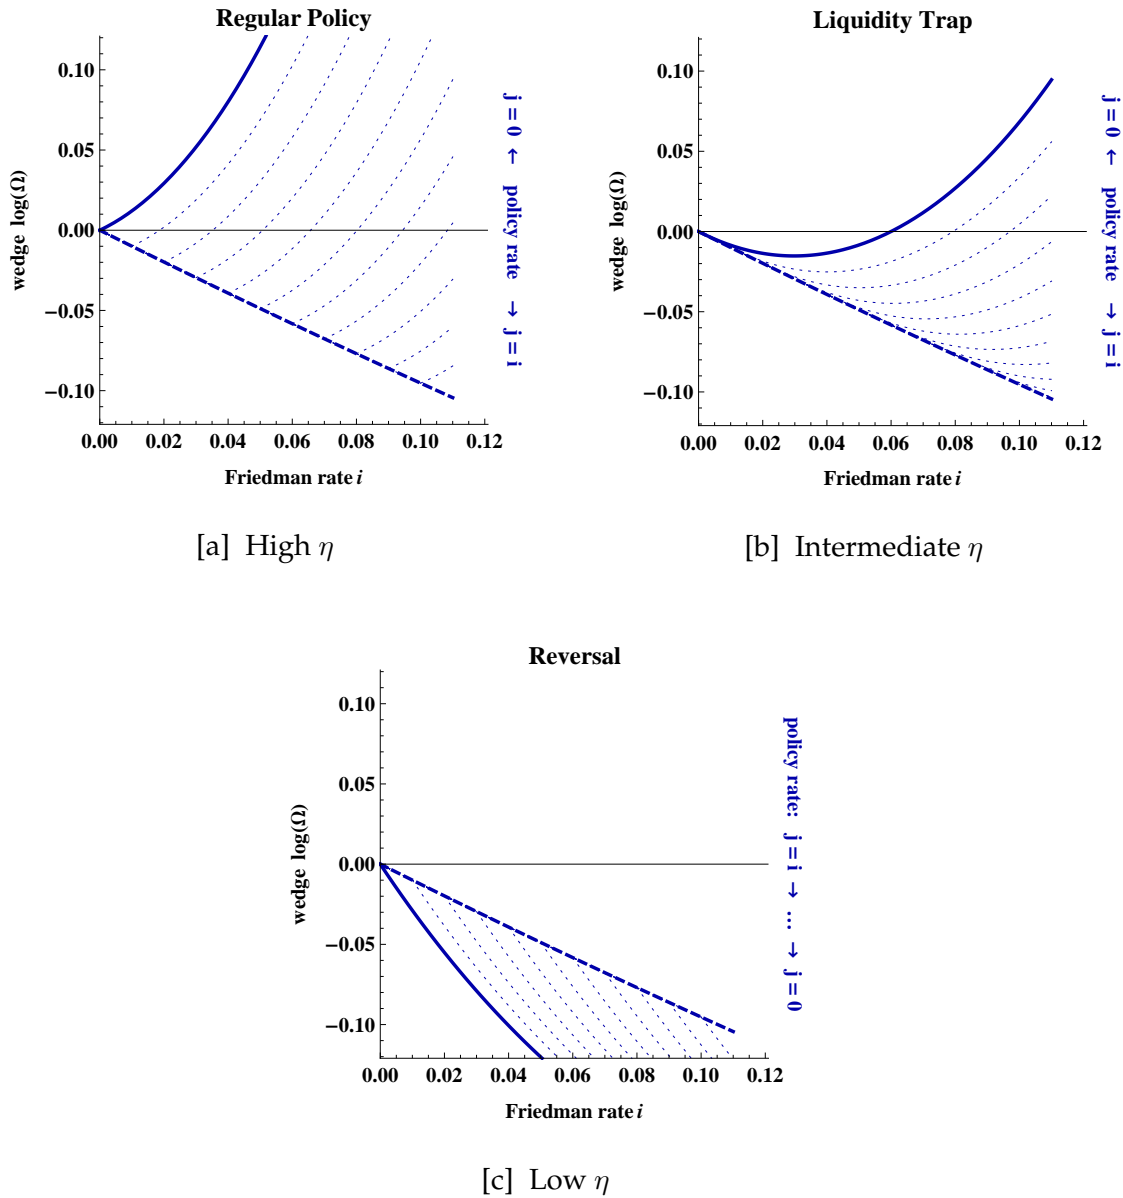 Regular Policy
0.10
0.05
0.00
−0.05
−0.10
wedge log(Ω)
0.00 0.02 0.04 0.06 0.08 0.10 0.12
Friedman rate i
j = 0 ← policy rate → j = i
[a] High η
Liquidity Trap
0.10
0.05
0.00
−0.05
−0.10
wedge log(Ω)
0.00 0.02 0.04 0.06 0.08 0.10 0.12
Friedman rate i
j = 0 ← policy rate → j = i
[b] Intermediate η
Reversal
0.10
0.05
0.00
−0.05
−0.10
wedge log(Ω)
0.00 0.02 0.04 0.06 0.08 0.10 0.12
Friedman rate i
policy rate: j = i → ... → j = 0
[c] Low η